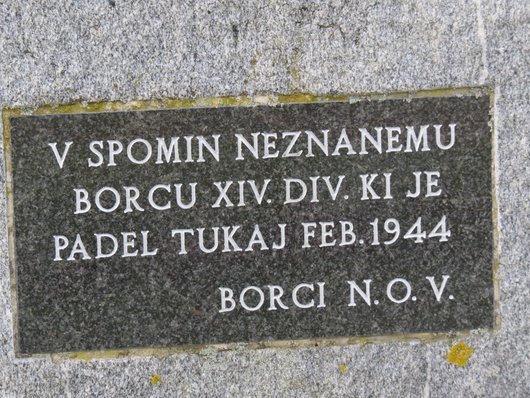 V SPOMIN NEZNANEMU
BORCU XIV. DIV. KI JE
PADEL TUKAJ FEB. 1944
BORCI N. O. V.